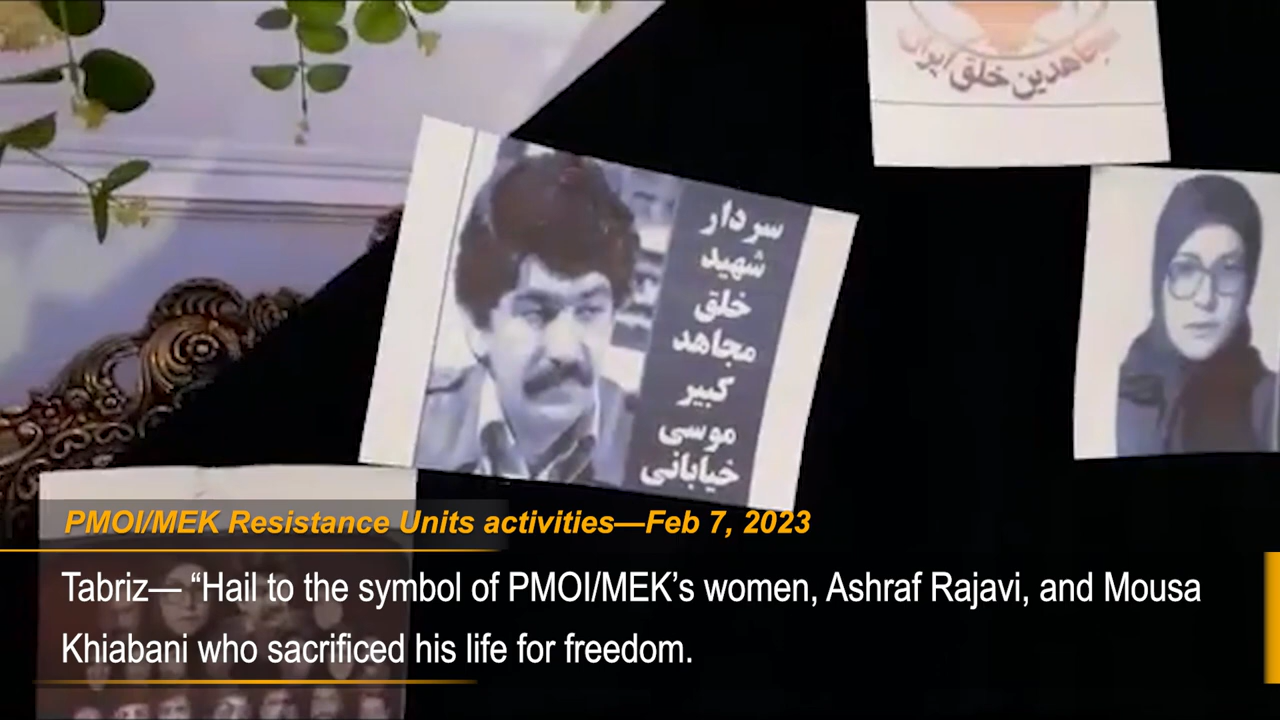 مجاهدین خلق ایران
سردار
شهید
خلق
مجاهد
کبیر
موسی
خیابانی
PMOI/MEK Resistance Units activities—Feb 7, 2023
Tabriz— “Hail to the symbol of PMOI/MEK’s women, Ashraf Rajavi, and Mousa
Khiabani who sacrificed his life for freedom.